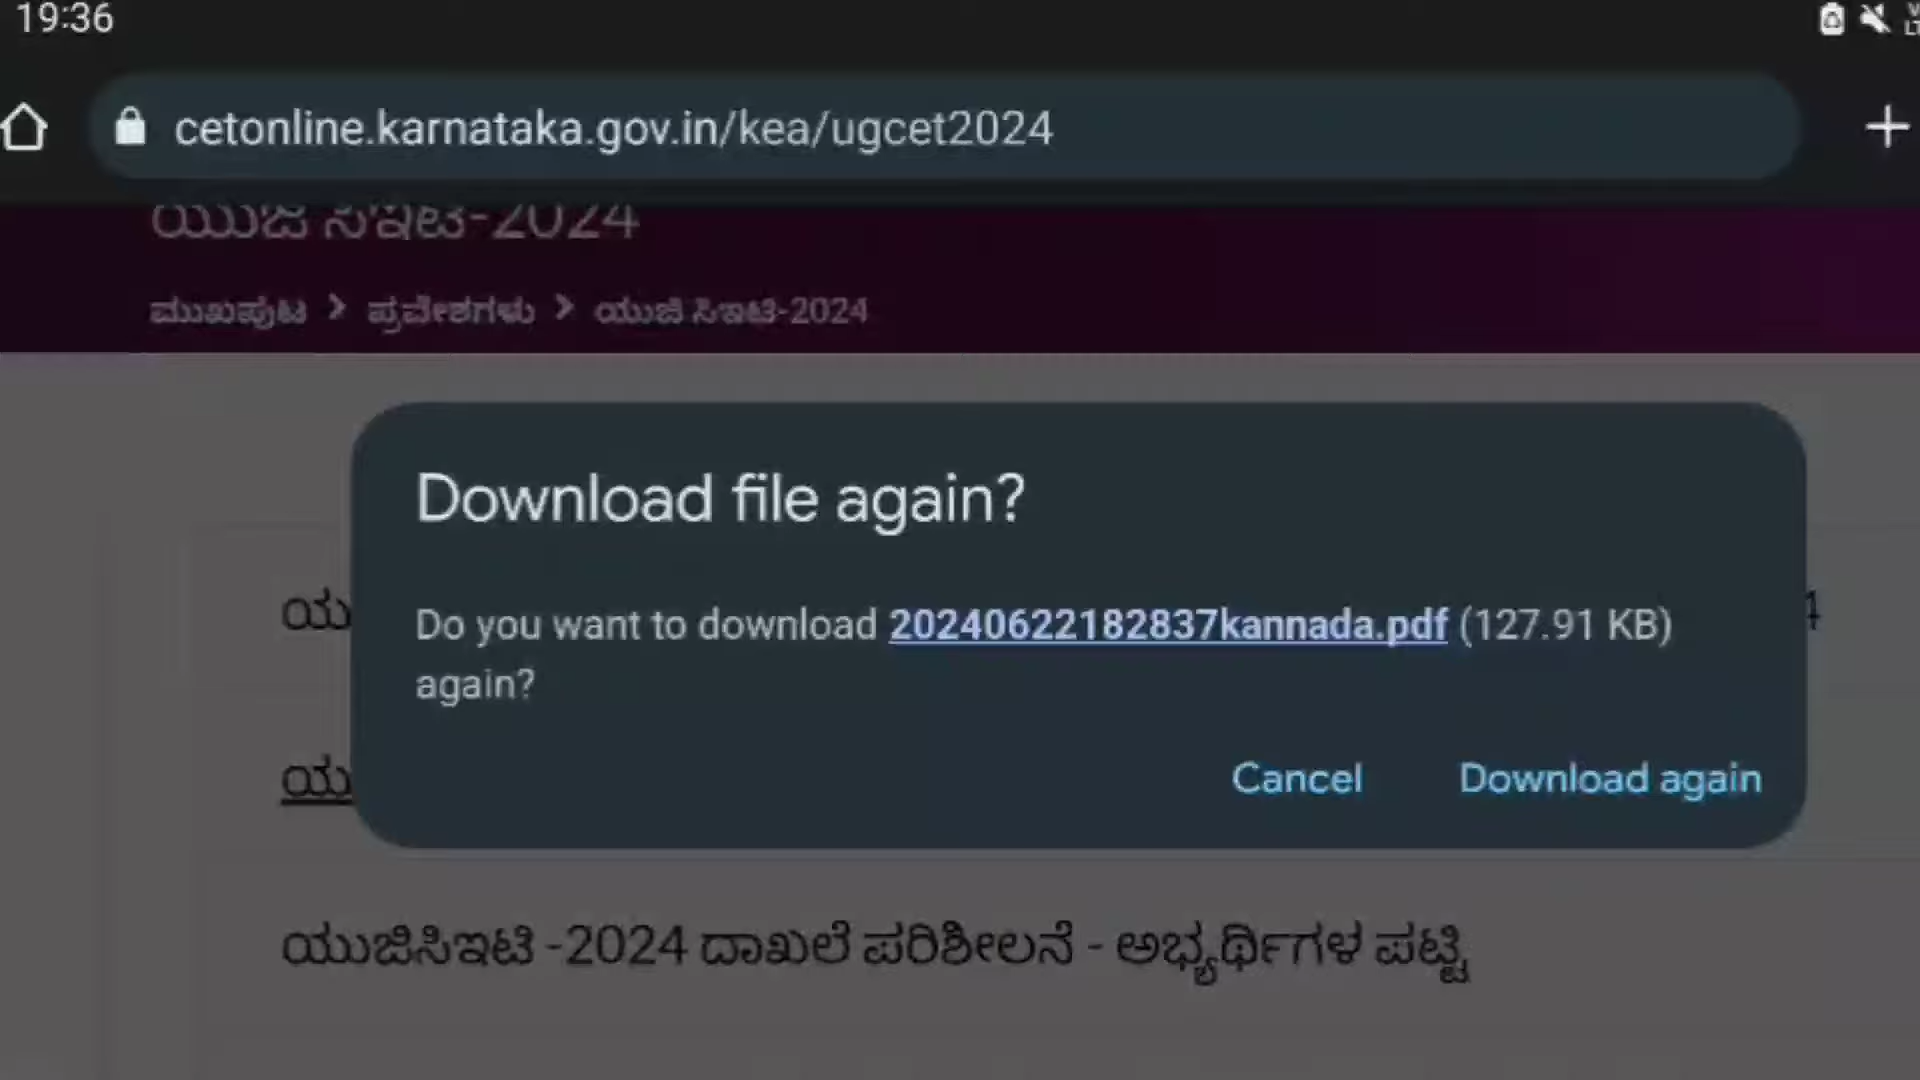 19:36
cetonline.karnataka.gov.in/kea/ugcet2024
ಯುಜಿ ಸಿಇಟಿ-2024
ಮುಖಪುಟ > ಪ್ರವೇಶಗಳು > ಯುಜಿ ಸಿಇಟಿ-2024
Download file again?
ಯು
Do you want to download 20240622182837kannada.pdf (127.91 KB)
again?
ಯು
Cancel Download again
ಯುಜಿಸಿಇಟಿ -2024 ದಾಖಲೆ ಪರಿಶೀಲನೆ - ಅಭ್ಯರ್ಥಿಗಳ ಪಟ್ಟಿ